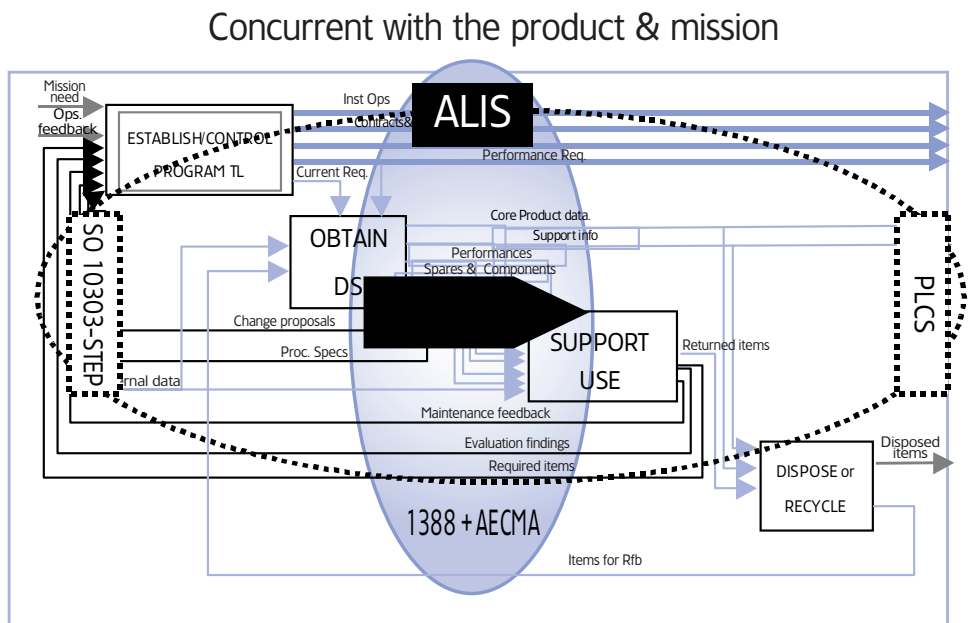 Concurrent with the product & mission
Mission
need
Ops.
feedback
Inst Ops
Contracts&
ALIS
ESTABLISH/CONTROL
PROGRAM TL
Performance Req.
Current Req.
Core Product data.
Support info
OBTAIN
DS
Performances
Spares & Components
SO 10303-STEP
PLCS
Change proposals
Proc. Specs
SUPPORT
USE
Returned items
ernal data
Maintenance feedback
Evaluation findings
Required items
Disposed
items
DISPOSE or
RECYCLE
1388 + AECMA
Items for Rfb